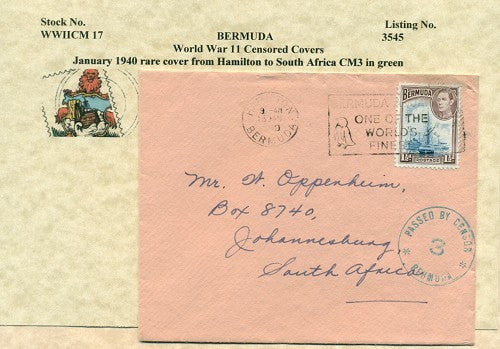 Stock No.
WWIICM 17
BERMUDA
Listing No.
3545
World War 11 Censored Covers
January 1940 rare cover from Hamilton to South Africa CM3 in green
BERMUDA
ONE OF THE
WORLD'S
BERMUDA
BERMUDA
POSTAGE
1½d
Mr. W. Oppenheim,
Box 8740,
Johannesburg,
South Africa
PASSED BY CENSOR
3
BERMUDA